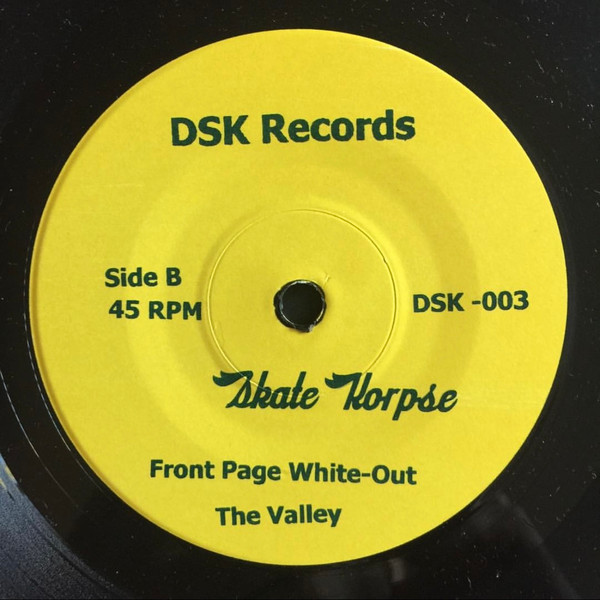 DSK Records
Side B
45 RPM
DSK -003
Skate Korpse
Front Page White-Out
The Valley